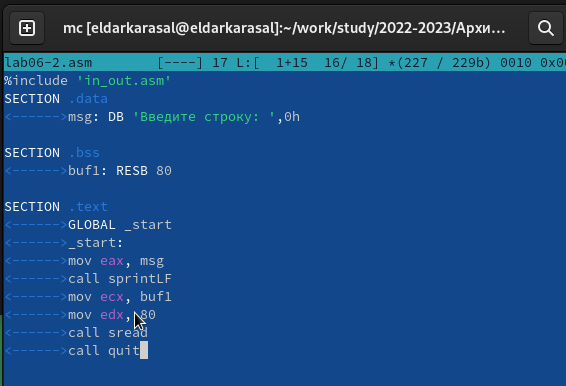 mc [eldarkarasal@eldarkarasal]:~/work/study/2022-2023/Архи...
lab06-2.asm [----] 17 L:[ 1+15 16/ 18] *(227 / 229b) 0010 0x00
%include 'in_out.asm'
SECTION .data
<------>msg: DB 'Введите строку: ',0h
SECTION .bss
<------>buf1: RESB 80
SECTION .text
<------>GLOBAL _start
<------>_start:
<------>mov eax, msg
<------>call sprintLF
<------>mov ecx, buf1
<------>mov edx, 80
<------>call sread
<------>call quit